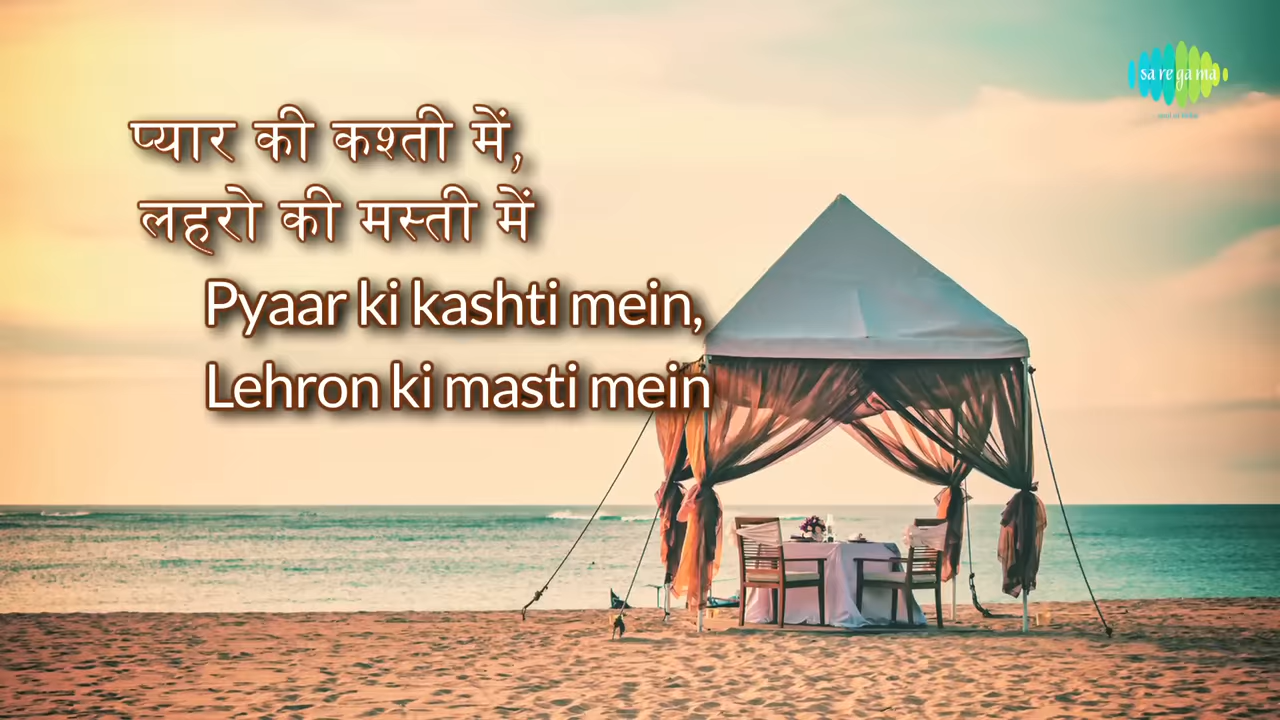 sa re ga ma
प्यार की कश्ती में,
लहरो की मस्ती में
Pyaar ki kashti mein,
Lehron ki masti mein